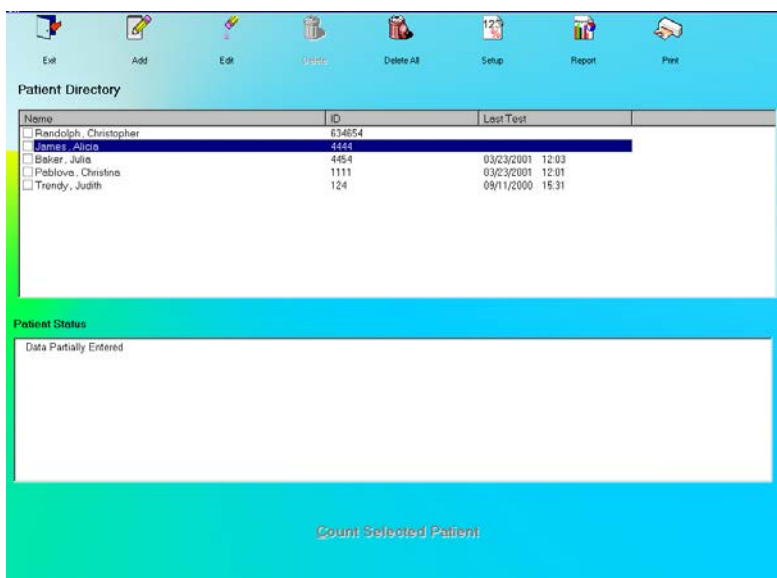 Exit Add Edit Delete Delete All Setup Report Print
Patient Directory
Name ID Last Test
Randolph, Christopher 634654
James, Alicia 4444
Baker, Julia 4454 03/23/2001 12:03
Pablova, Christina 1111 03/23/2001 12:01
Trendy, Judith 124 09/11/2000 15:31
Patient Status
Data Partially Entered
Count Selected Patient